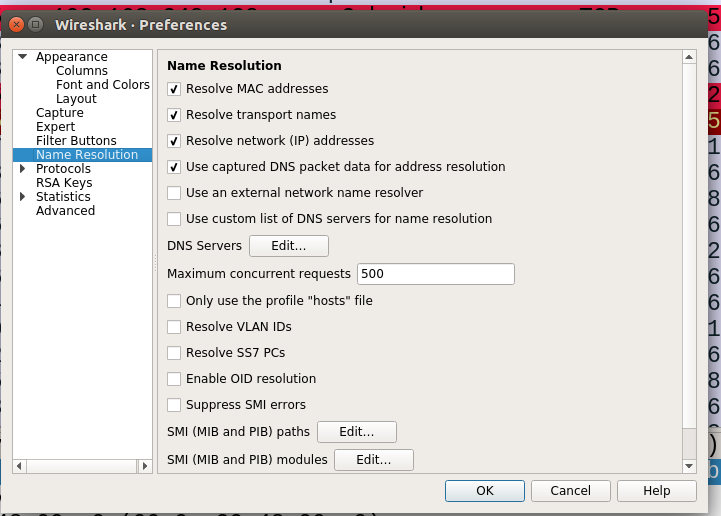 Wireshark · Preferences
Appearance
Columns
Font and Colors
Layout
Capture
Expert
Filter Buttons
Name Resolution
Protocols
RSA Keys
Statistics
Advanced
Name Resolution
Resolve MAC addresses
Resolve transport names
Resolve network (IP) addresses
Use captured DNS packet data for address resolution
Use an external network name resolver
Use custom list of DNS servers for name resolution
DNS Servers Edit...
Maximum concurrent requests 500
Only use the profile "hosts" file
Resolve VLAN IDs
Resolve SS7 PCs
Enable OID resolution
Suppress SMI errors
SMI (MIB and PIB) paths Edit...
SMI (MIB and PIB) modules Edit...
OK Cancel Help